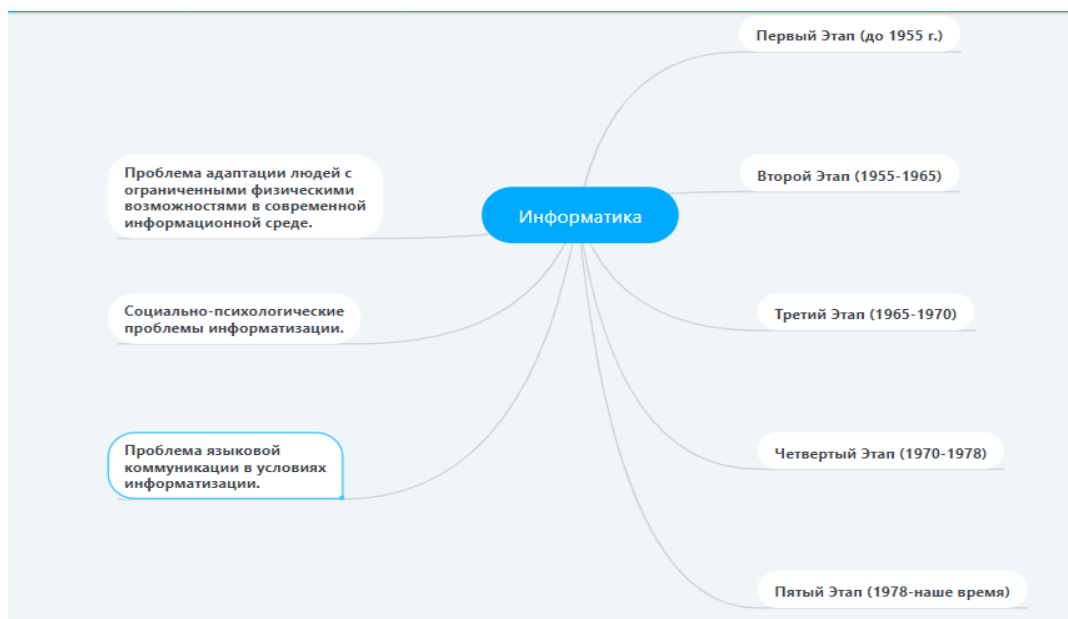 Первый Этап (до 1955 г.)
Проблема адаптации людей с
ограниченными физическими
возможностями в современной
информационной среде.
Второй Этап (1955-1965)
Информатика
Социально-психологические
проблемы информатизации.
Третий Этап (1965-1970)
Проблема языковой
коммуникации в условиях
информатизации.
Четвертый Этап (1970-1978)
Пятый Этап (1978-наше время)